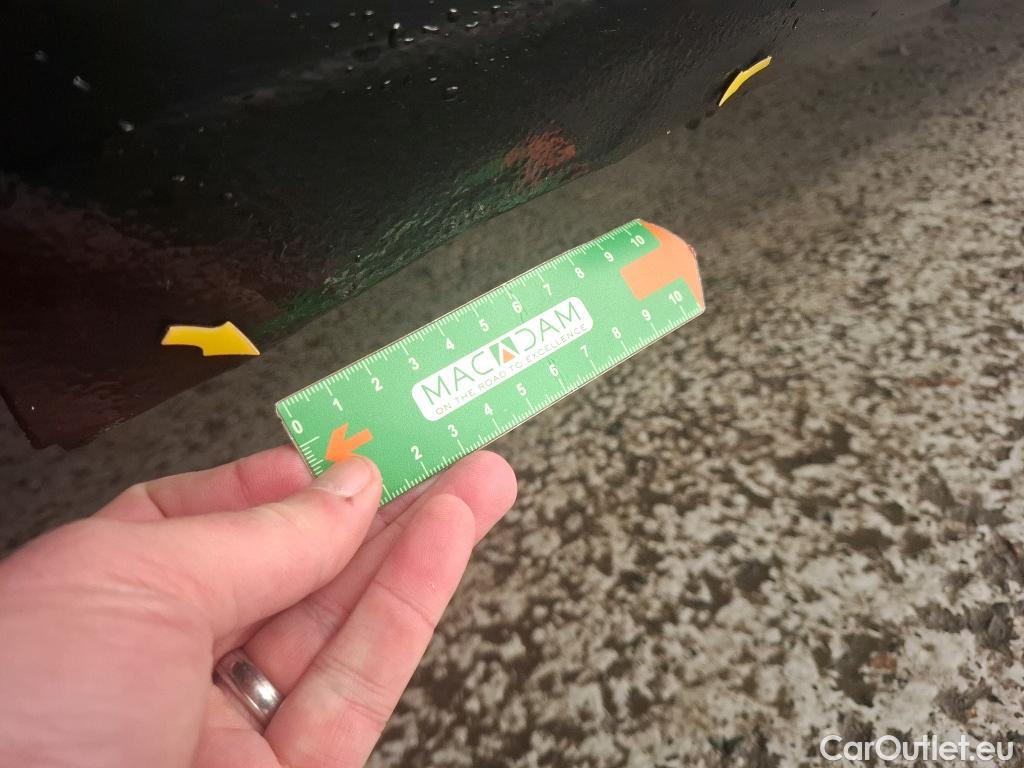 0 1 2 3 4 5 6 7 8 9 10
MACADAM
ON THE ROAD TO EXCELLENCE
2 3 4 5 6 7 8 9 10
CarOutlet.eu